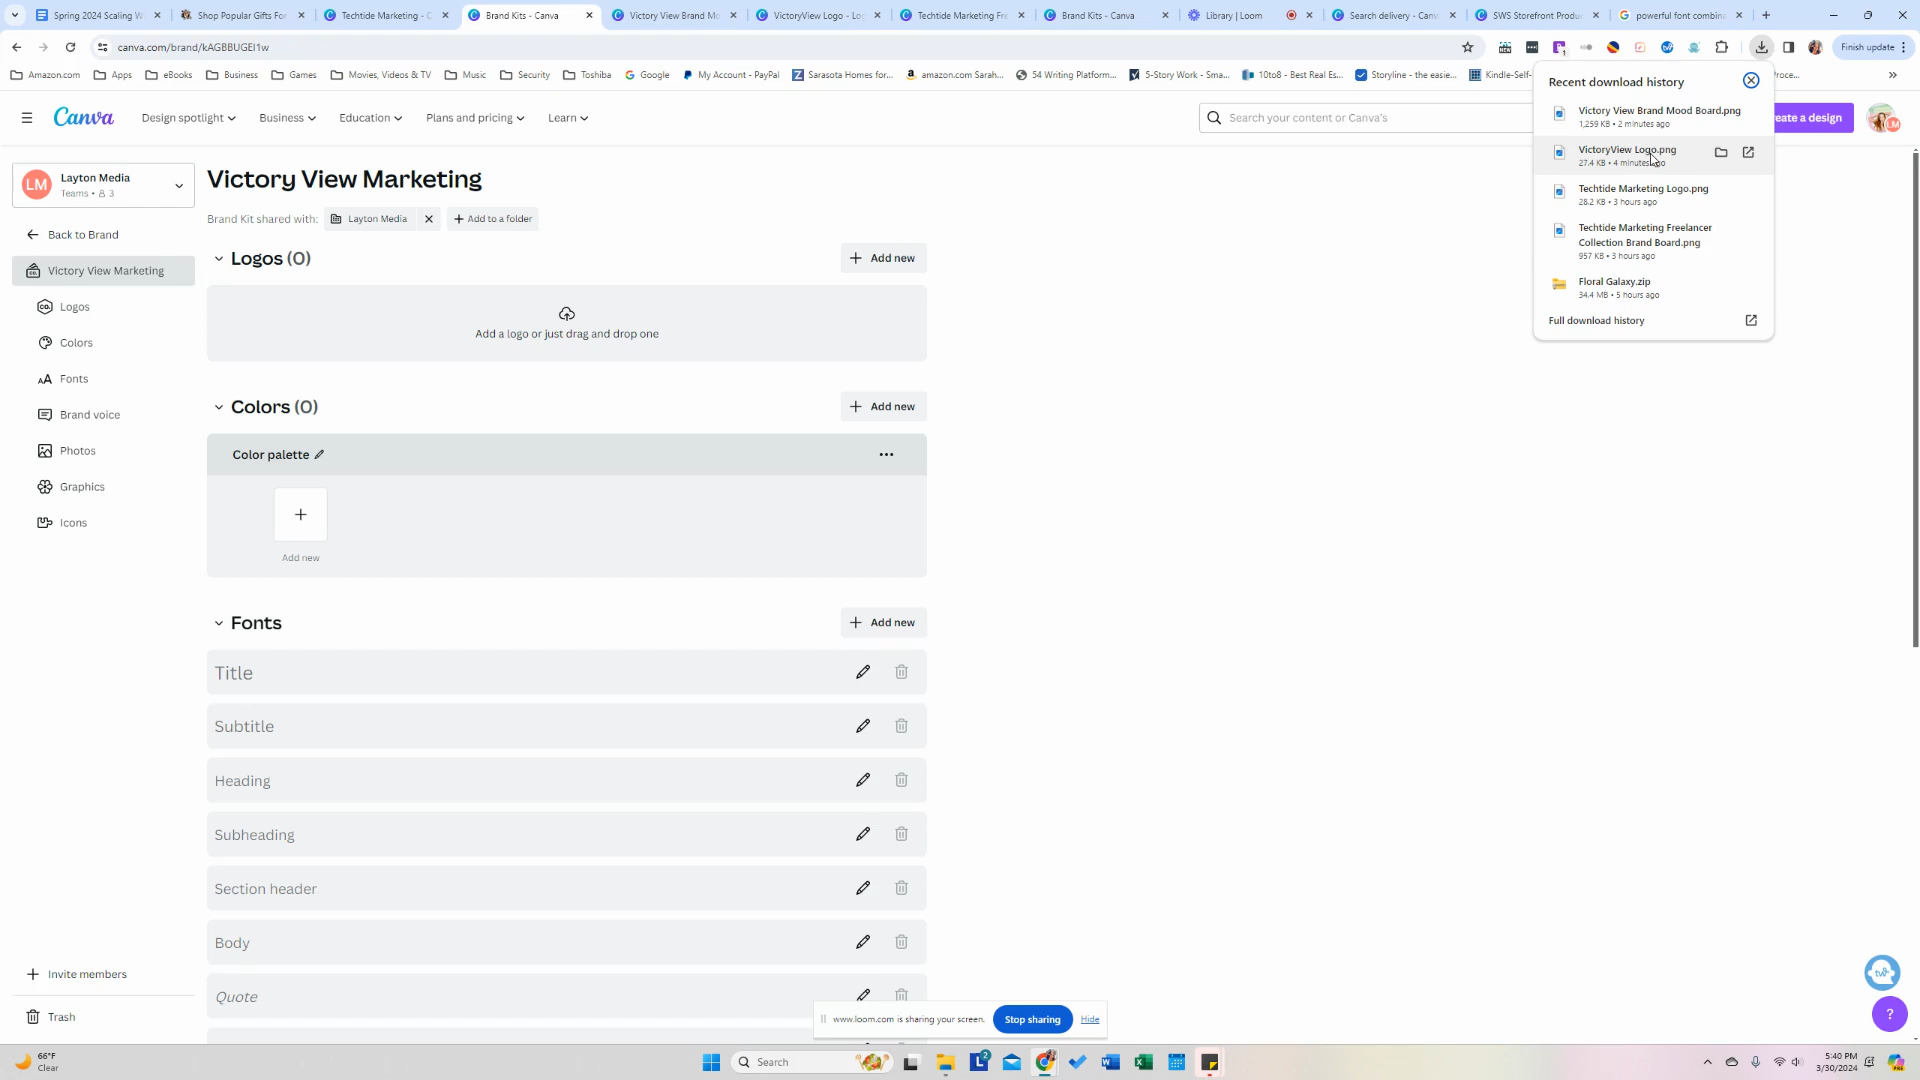 Spring 2024 Scaling W
Shop Popular Gifts For
Techtide Marketing - C
Brand Kits - Canva
Victory View Brand Mo
VictoryView Logo - Lo
Techtide Marketing Fre
Brand Kits - Canva
Library | Loom
Search delivery - Canv
SWS Storefront Produ
powerful font combin
canva.com/brand/kAGBBUGEI1w
Finish update
Amazon.com
Apps
eBooks
Business
Games
Movies, Videos & TV
Music
Security
Toshiba
Google
My Account - PayPal
Sarasota Homes for...
amazon.com Sarah...
54 Writing Platform...
5-Story Work - Sma...
10to8 - Best Real Es...
Storyline - the easie...
Kindle-Self-
Proce...
Canva
Design spotlight
Business
Education
Plans and pricing
Learn
Search your content or Canva's
eate a design
LM
Recent download history
Victory View Brand Mood Board.png
1,259 KB • 2 minutes ago
VictoryView Logo.png
27.4 KB • 4 minutes ago
Techtide Marketing Logo.png
28.2 KB • 3 hours ago
Techtide Marketing Freelancer
Collection Brand Board.png
957 KB • 3 hours ago
Floral Galaxy.zip
34.4 MB • 5 hours ago
Full download history
LM
Layton Media
Teams • 3
Back to Brand
Victory View Marketing
Logos
Colors
Fonts
Brand voice
Photos
Graphics
Icons
Invite members
Trash
Victory View Marketing
Brand Kit shared with:
Layton Media
Add to a folder
Logos (0)
Add new
Add a logo or just drag and drop one
Colors (0)
Add new
Color palette
Add new
Fonts
Add new
Title
Subtitle
Heading
Subheading
Section header
Body
Quote
www.loom.com is sharing your screen.
Stop sharing
Hide
?
66°F
Clear
Search
2
5:40 PM
3/30/2024